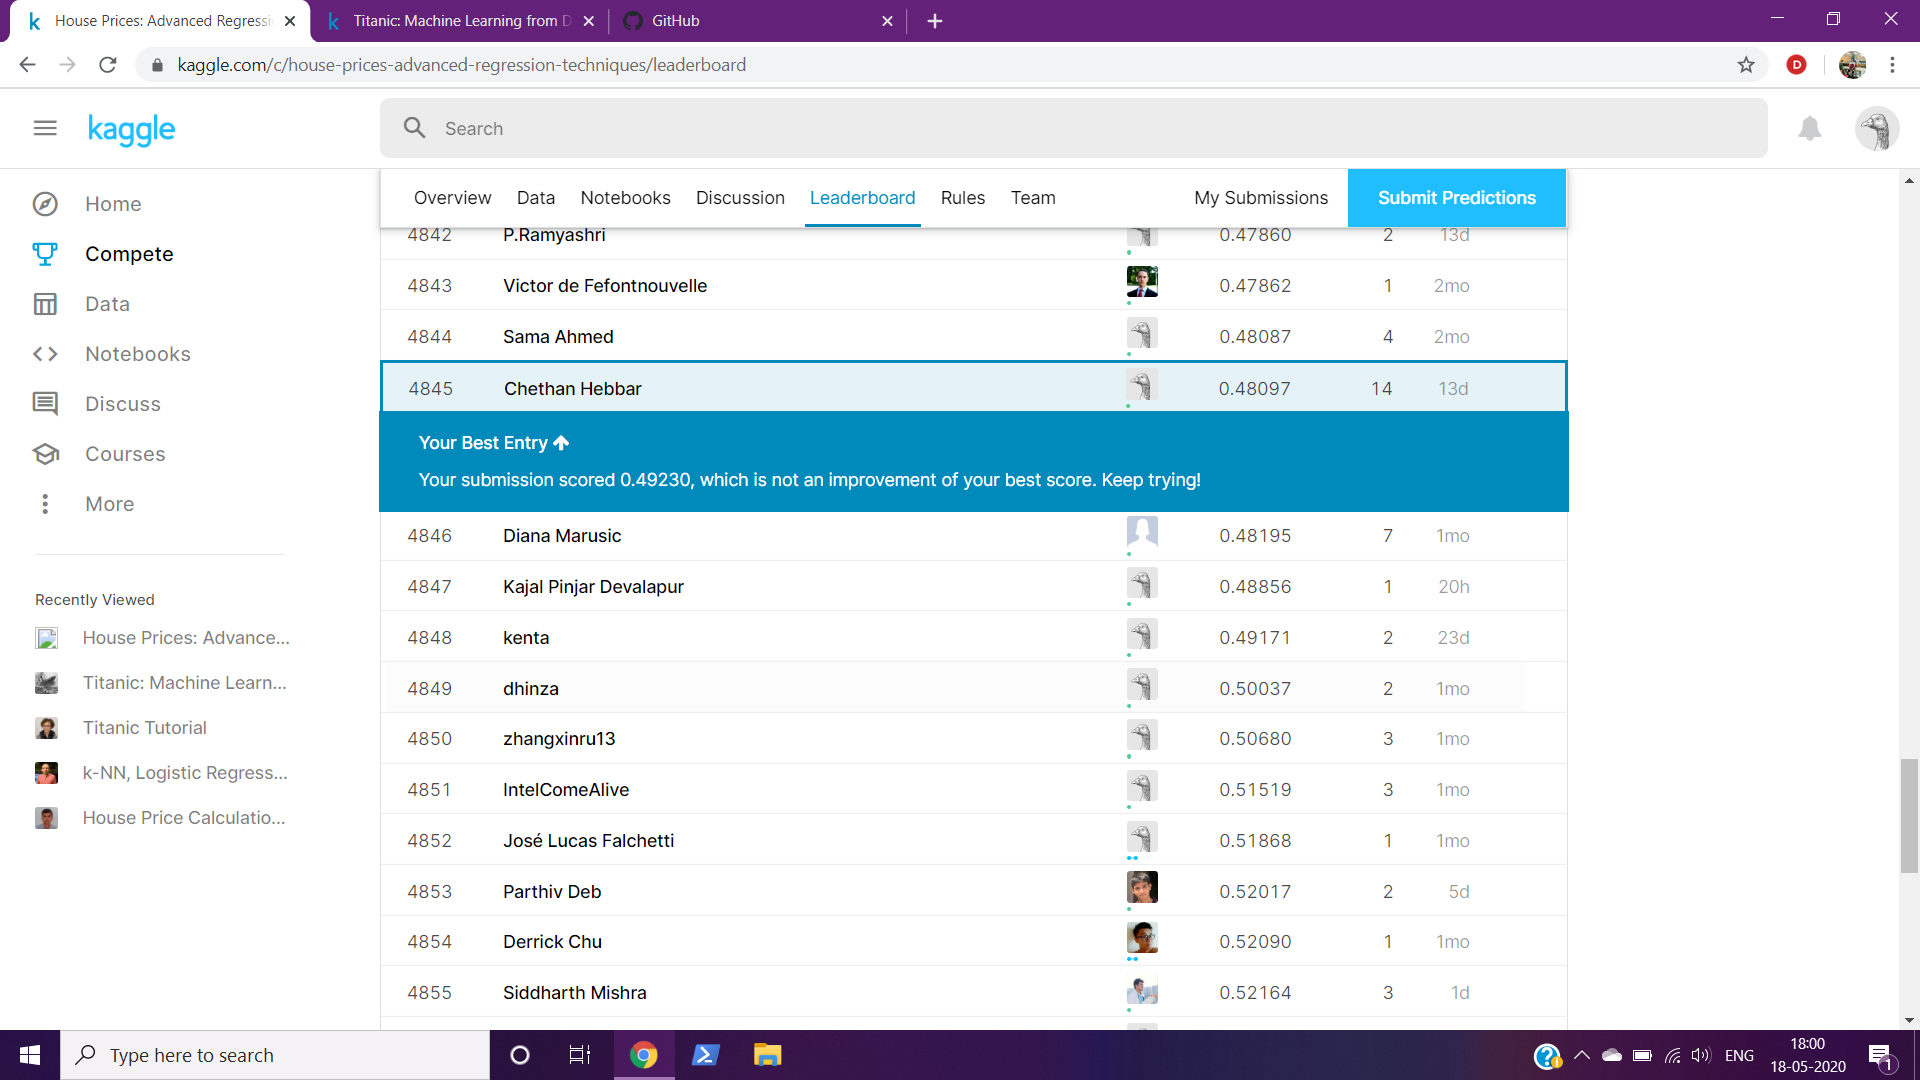 House Prices: Advanced Regressi
Titanic: Machine Learning from D
GitHub
kaggle.com/c/house-prices-advanced-regression-techniques/leaderboard
D
kaggle
Search
Overview Data Notebooks Discussion Leaderboard Rules Team My Submissions Submit Predictions
Home
Compete
Data
Notebooks
Discuss
Courses
More
Recently Viewed
House Prices: Advance...
Titanic: Machine Learn...
Titanic Tutorial
k-NN, Logistic Regress...
House Price Calculatio...
4842 P.Ramyashri 0.47860 2 13d
4843 Victor de Fefontnouvelle 0.47862 1 2mo
4844 Sama Ahmed 0.48087 4 2mo
4845 Chethan Hebbar 0.48097 14 13d
Your Best Entry
Your submission scored 0.49230, which is not an improvement of your best score. Keep trying!
4846 Diana Marusic 0.48195 7 1mo
4847 Kajal Pinjar Devalapur 0.48856 1 20h
4848 kenta 0.49171 2 23d
4849 dhinza 0.50037 2 1mo
4850 zhangxinru13 0.50680 3 1mo
4851 IntelComeAlive 0.51519 3 1mo
4852 José Lucas Falchetti 0.51868 1 1mo
4853 Parthiv Deb 0.52017 2 5d
4854 Derrick Chu 0.52090 1 1mo
4855 Siddharth Mishra 0.52164 3 1d
Type here to search
ENG
18:00
18-05-2020
1